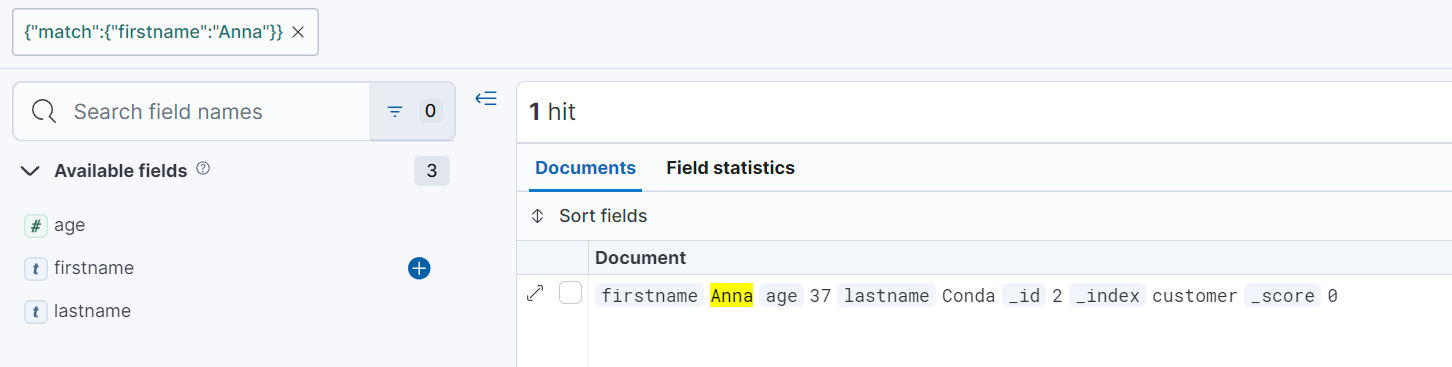 {"match":{"firstname":"Anna"}} ×
Search field names
0
1 hit
Available fields ?
3
Documents Field statistics
# age
Sort fields
t firstname
Document
t lastname
firstname Anna age 37 lastname Conda _id 2 _index customer _score 0